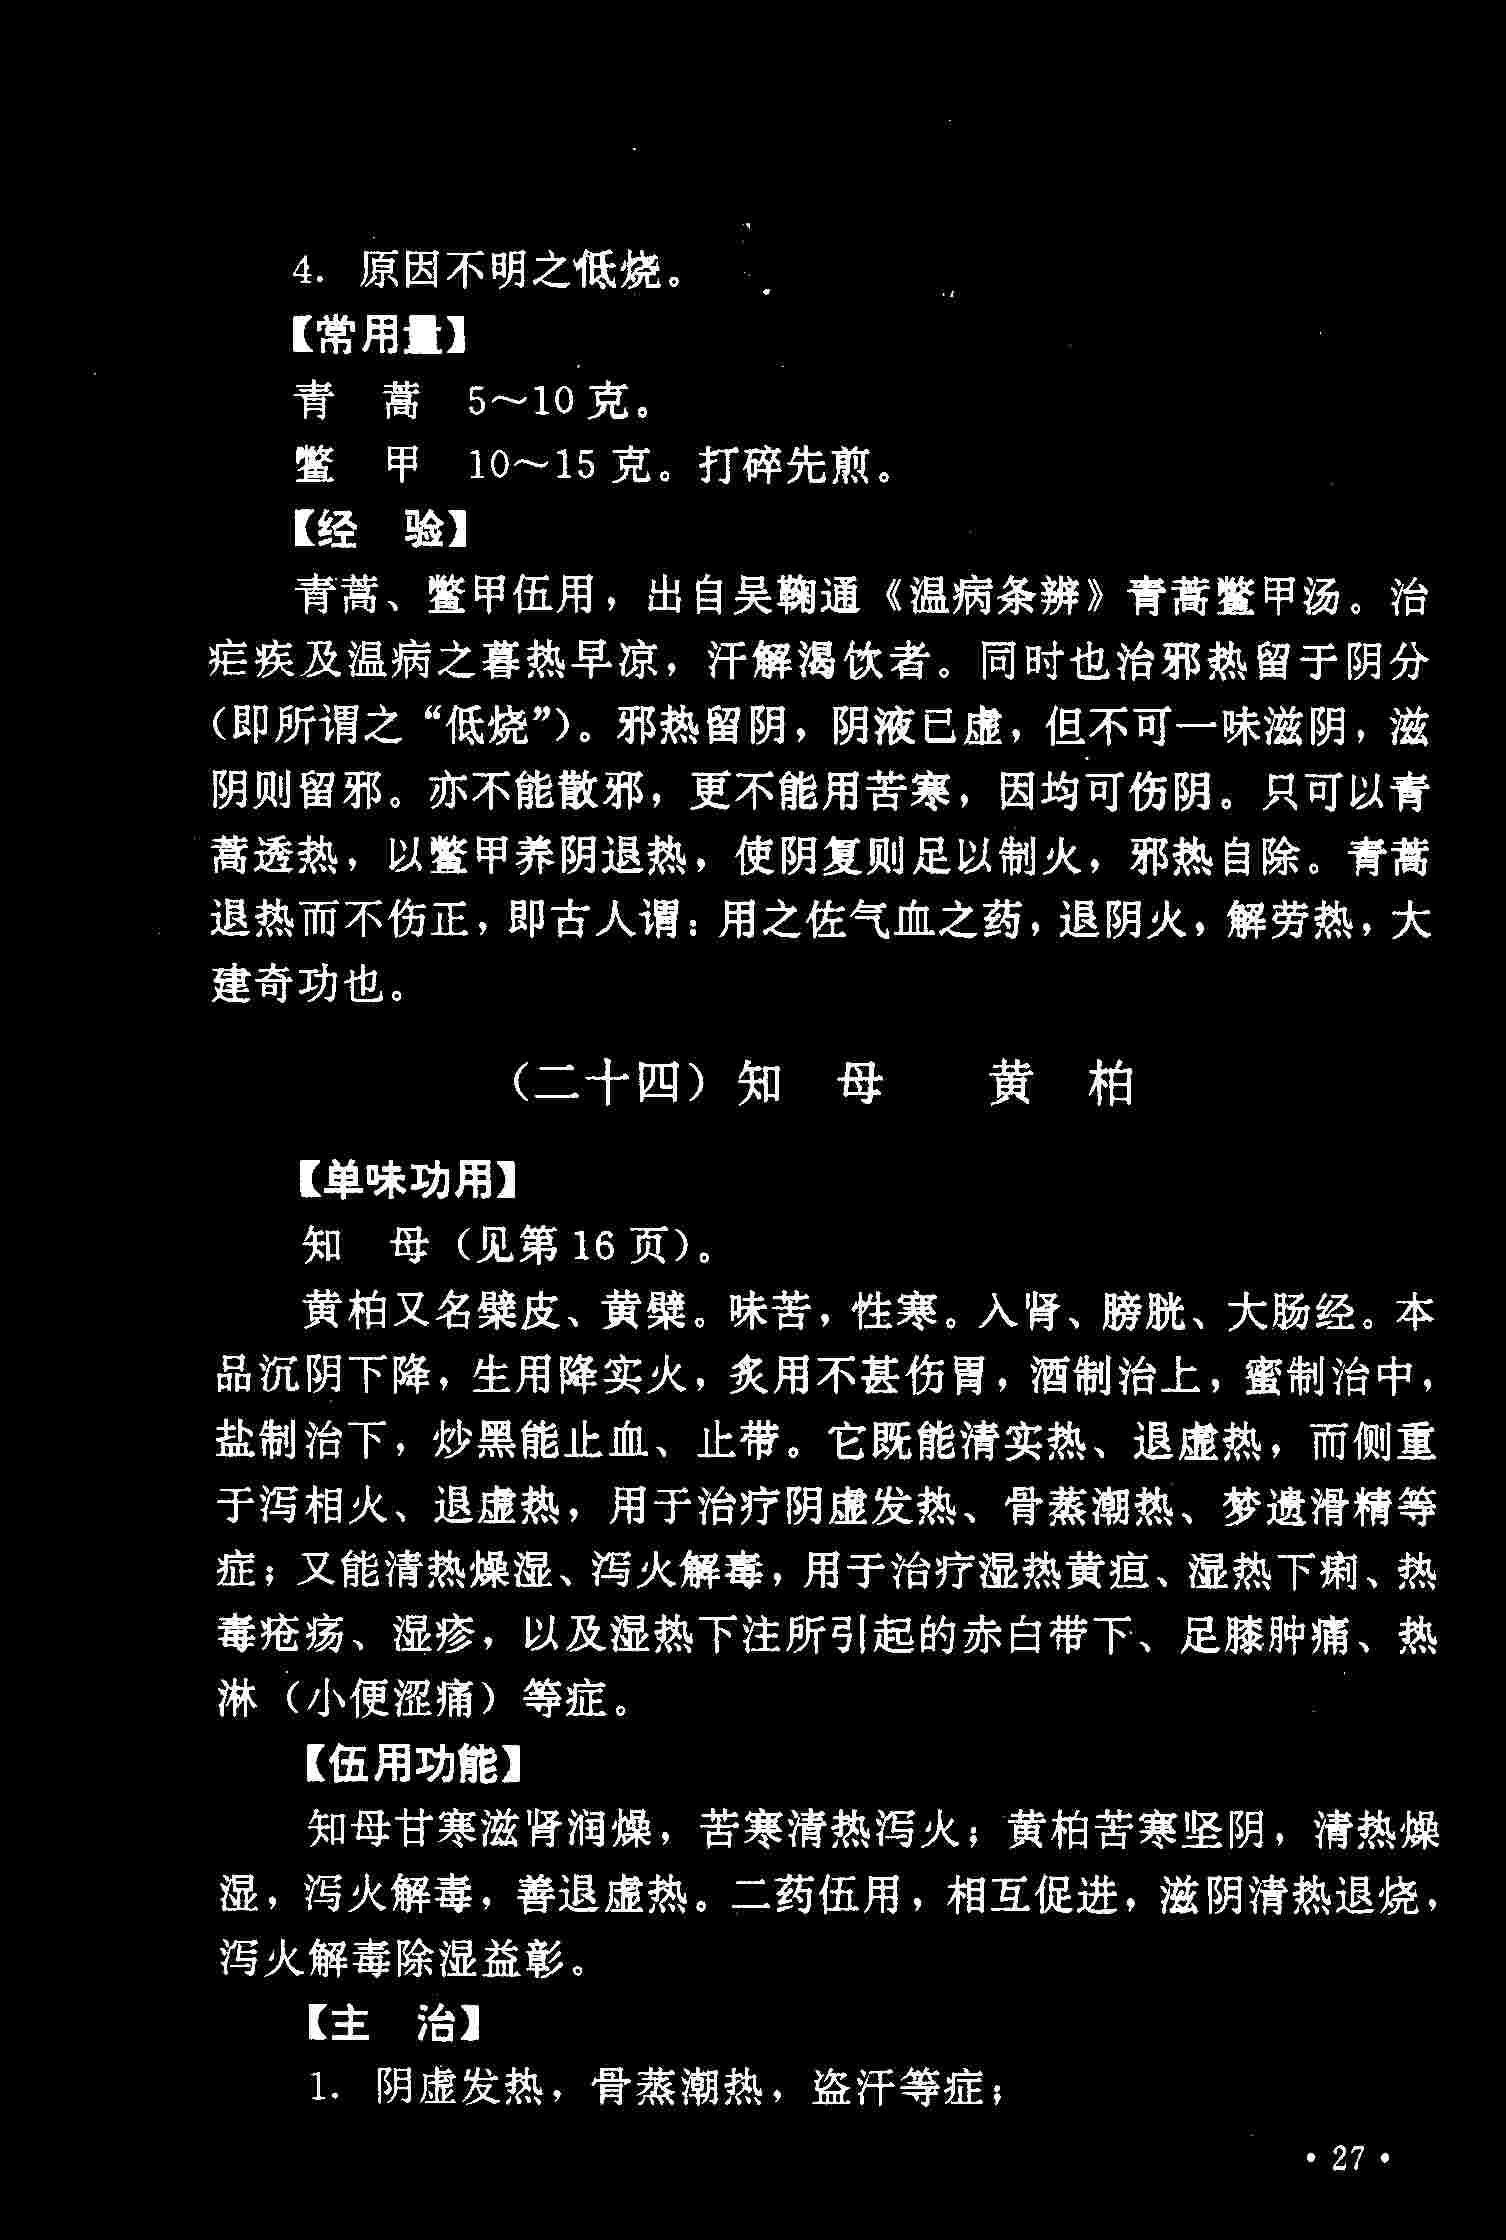 4. 原因不明之低烧。
【常用量】
青 蒿 5～10 克。
鳖 甲 10～15 克。打碎先煎。
【经 验】
青蒿、鳖甲伍用，出自吴鞠通《温病条辨》青蒿鳖甲汤。治
疟疾及温病之暮热早凉，汗解渴饮者。同时也治邪热留于阴分
（即所谓之“低烧”）。邪热留阴，阴液已虚，但不可一味滋阴，滋
阴则留邪。亦不能散邪，更不能用苦寒，因均可伤阴。只可以青
蒿透热，以鳖甲养阴退热，使阴复则足以制火，邪热自除。青蒿
退热而不伤正，即古人谓：用之佐气血之药，退阴火，解劳热，大
建奇功也。
（二十四）知 母 黄 柏
【单味功用】
知 母（见第 16 页）。
黄柏又名檗皮、黄檗。味苦，性寒。入肾、膀胱、大肠经。本
品沉阴下降，生用降实火，炙用不甚伤胃，酒制治上，蜜制治中，
盐制治下，炒黑能止血、止带。它既能清实热、退虚热，而侧重
于泻相火、退虚热，用于治疗阴虚发热、骨蒸潮热、梦遗滑精等
症；又能清热燥湿、泻火解毒，用于治疗湿热黄疸、湿热下痢、热
毒疮疡、湿疹，以及湿热下注所引起的赤白带下、足膝肿痛、热
淋（小便涩痛）等症。
【伍用功能】
知母甘寒滋肾润燥，苦寒清热泻火；黄柏苦寒坚阴，清热燥
湿，泻火解毒，善退虚热。二药伍用，相互促进，滋阴清热退烧，
泻火解毒除湿益彰。
【主 治】
1. 阴虚发热，骨蒸潮热，盗汗等症；
· 27 ·